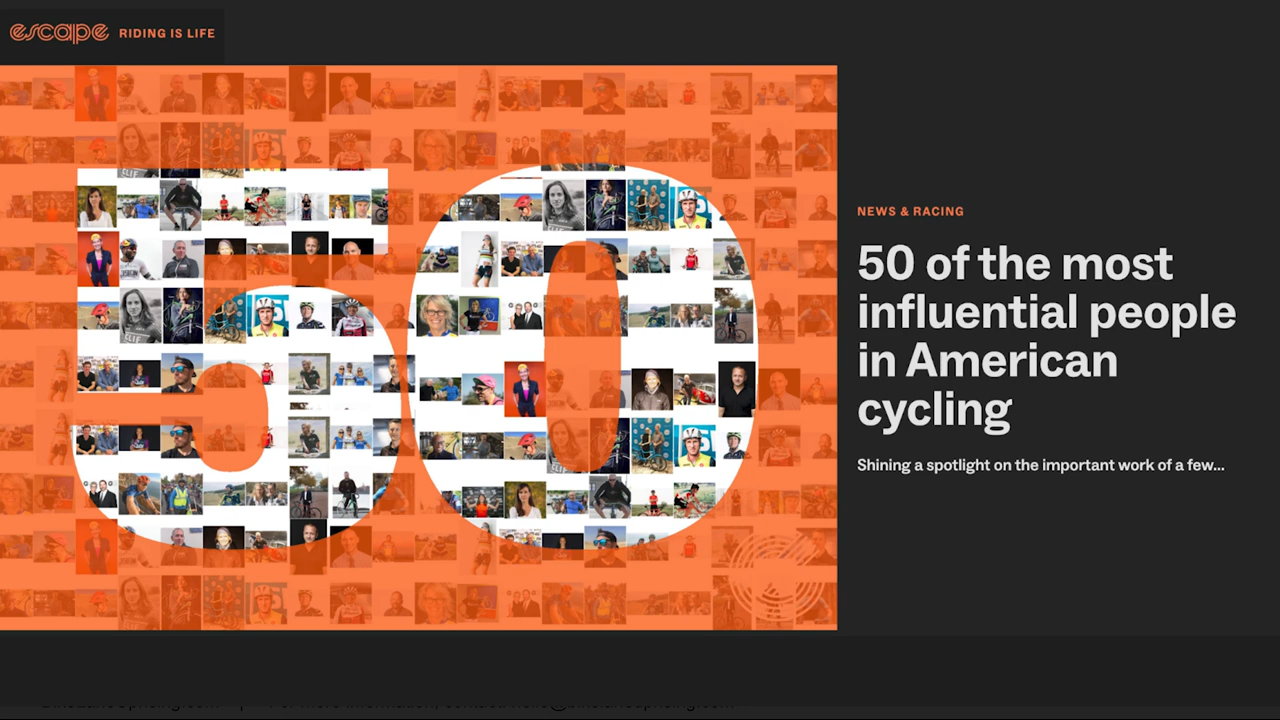 escape RIDING IS LIFE
50
NEWS & RACING
50 of the most
influential people
in American
cycling
Shining a spotlight on the important work of a few...